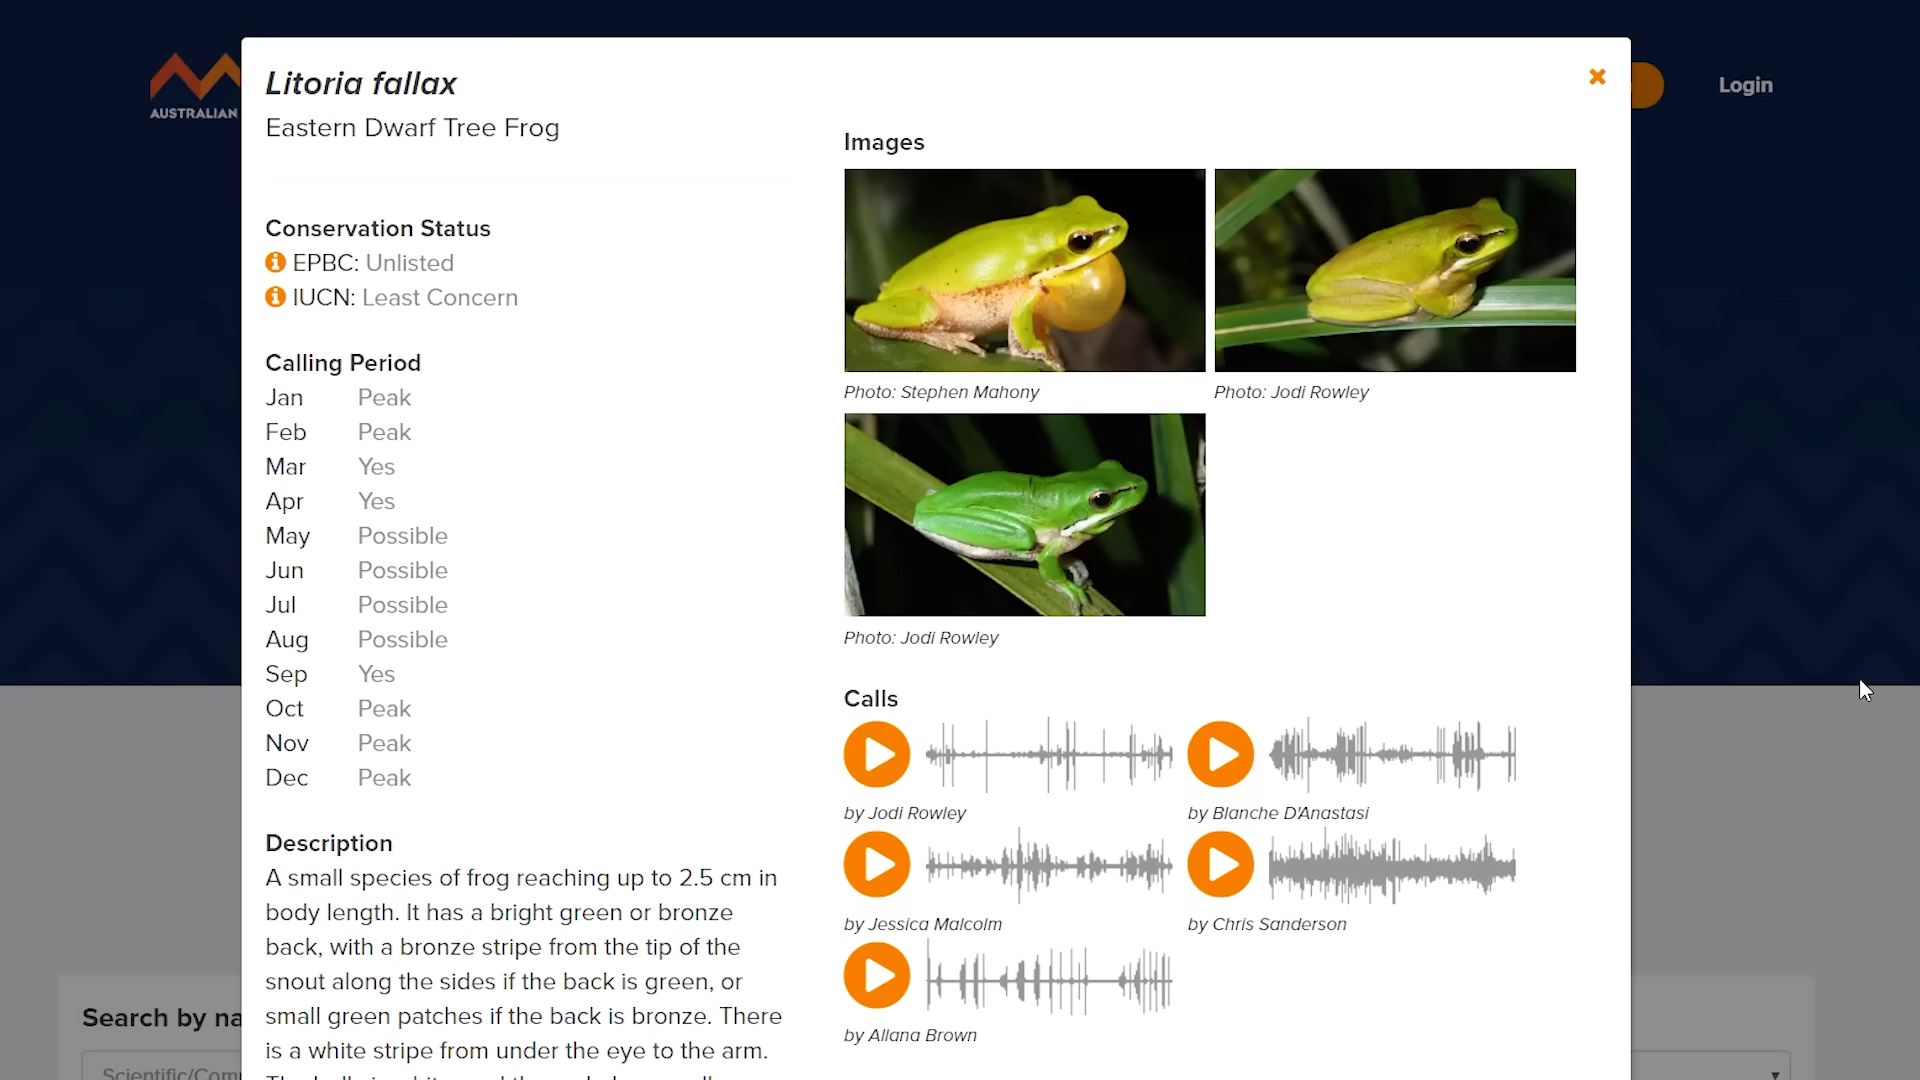 AUSTRALIAN
Login
Litoria fallax
Eastern Dwarf Tree Frog
Conservation Status
EPBC: Unlisted
IUCN: Least Concern
Calling Period
Jan Peak
Feb Peak
Mar Yes
Apr Yes
May Possible
Jun Possible
Jul Possible
Aug Possible
Sep Yes
Oct Peak
Nov Peak
Dec Peak
Description
A small species of frog reaching up to 2.5 cm in
body length. It has a bright green or bronze
back, with a bronze stripe from the tip of the
snout along the sides if the back is green, or
small green patches if the back is bronze. There
is a white stripe from under the eye to the arm.
Images
Photo: Stephen Mahony
Photo: Jodi Rowley
Photo: Jodi Rowley
Calls
by Jodi Rowley
by Blanche D'Anastasi
by Jessica Malcolm
by Chris Sanderson
by Allana Brown
Search by na
Scientific/Com